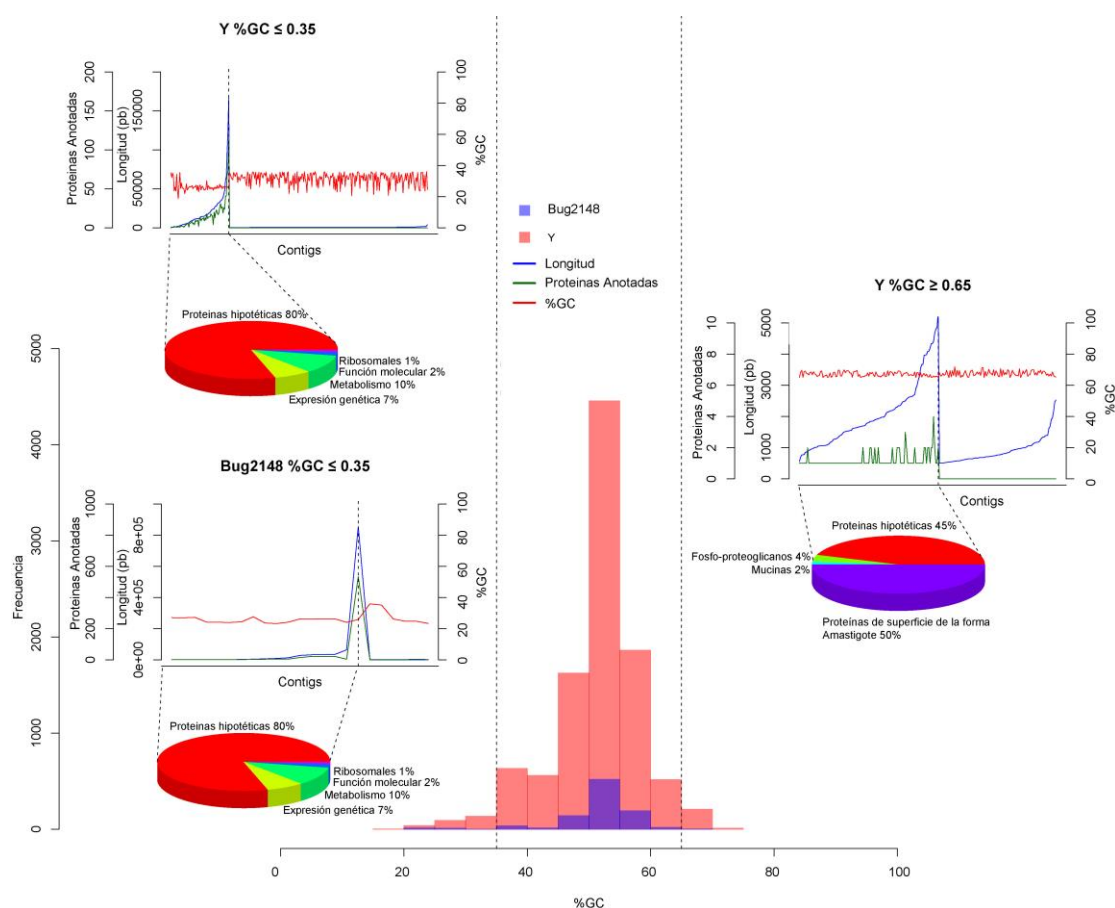 Y %GC ≤ 0.35
Proteinas Anotadas
0 50 100 150 200
Longitud (pb)
0 50000 150000
%GC
0 20 40 60 80 100
Contigs
Proteinas hipotéticas 80%
Ribosomales 1%
Función molecular 2%
Metabolismo 10%
Expresión genética 7%
Bug2148
Y
Longitud
Proteinas Anotadas
%GC
Y %GC ≥ 0.65
Proteinas Anotadas
0 2 4 6 8 10
Longitud (pb)
0 1000 3000 5000
%GC
0 20 40 60 80 100
Contigs
Proteinas hipotéticas 45%
Fosfo-proteoglicanos 4%
Mucinas 2%
Proteínas de superficie de la forma
Amastigote 50%
Bug2148 %GC ≤ 0.35
Proteinas Anotadas
0 200 400 600 800 1000
Longitud (pb)
0e+00 4e+05 8e+05
%GC
0 20 40 60 80 100
Contigs
Proteinas hipotéticas 80%
Ribosomales 1%
Función molecular 2%
Metabolismo 10%
Expresión genética 7%
Frecuencia
0 1000 2000 3000 4000 5000
0 20 40 60 80 100
%GC